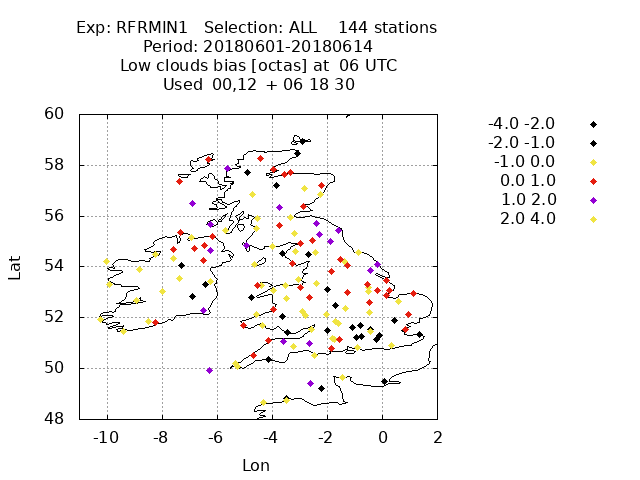 Exp: RFRMIN1 Selection: ALL 144 stations
Period: 20180601-20180614
Low clouds bias [octas] at 06 UTC
Used 00,12 + 06 18 30
-4.0 -2.0
-2.0 -1.0
-1.0 0.0
0.0 1.0
1.0 2.0
2.0 4.0
60
58
56
54
52
50
48
Lat
-10 -8 -6 -4 -2 0 2
Lon